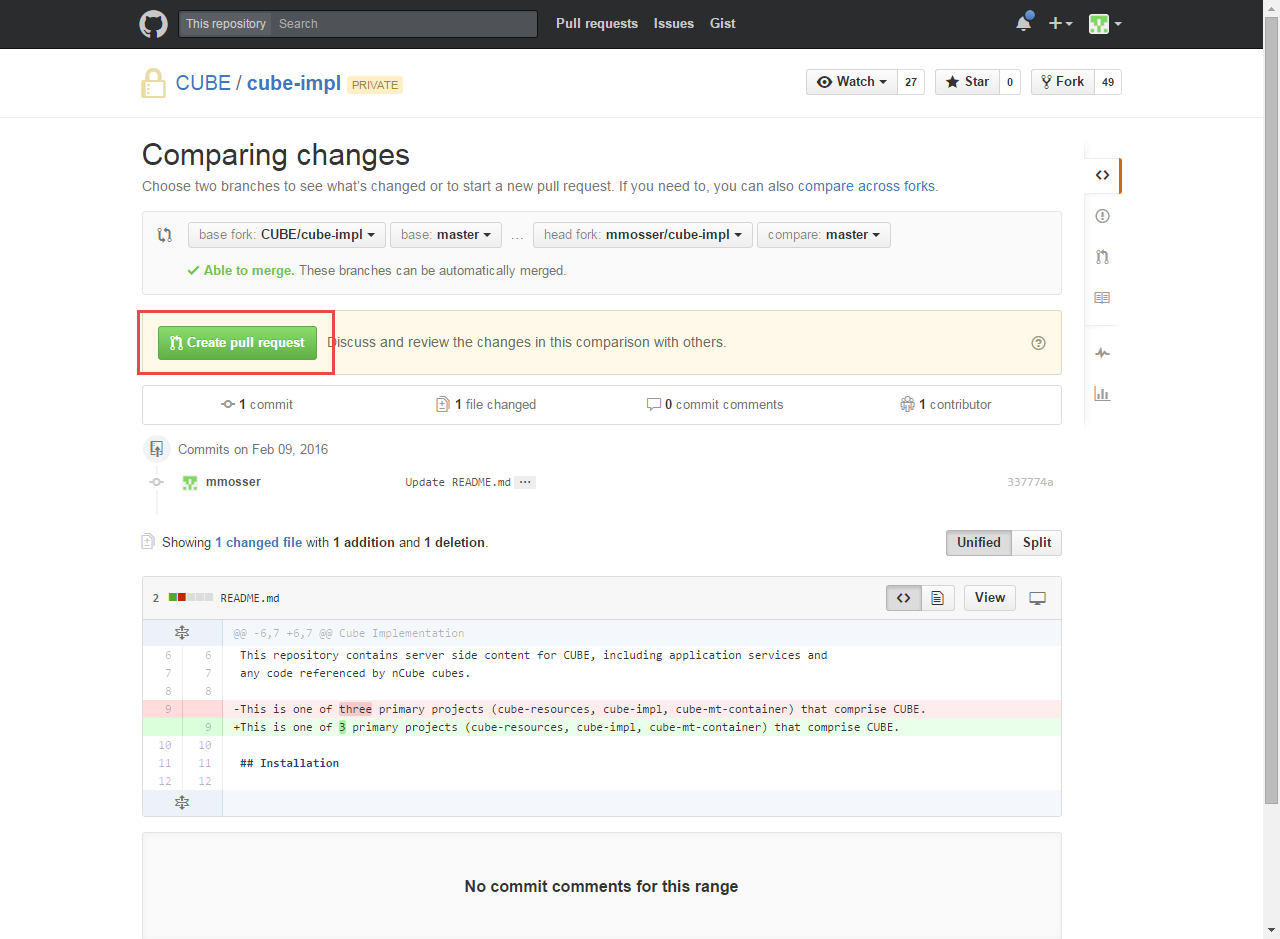 This repository Search Pull requests Issues Gist
CUBE / cube-impl PRIVATE Watch 27 Star 0 Fork 49
Comparing changes
Choose two branches to see what's changed or to start a new pull request. If you need to, you can also compare across forks.
base fork: CUBE/cube-impl base: master ... head fork: mmosser/cube-impl compare: master
Able to merge. These branches can be automatically merged.
Create pull request Discuss and review the changes in this comparison with others.
1 commit 1 file changed 0 commit comments 1 contributor
Commits on Feb 09, 2016
mmosser Update README.md ... 337774a
Showing 1 changed file with 1 addition and 1 deletion. Unified Split
2 README.md <> View
@@ -6,7 +6,7 @@ Cube Implementation
6 6 This repository contains server side content for CUBE, including application services and
7 7 any code referenced by nCube cubes.
8 8
9 -This is one of three primary projects (cube-resources, cube-impl, cube-mt-container) that comprise CUBE.
9 +This is one of 3 primary projects (cube-resources, cube-impl, cube-mt-container) that comprise CUBE.
10 10
11 11 ## Installation
12 12
No commit comments for this range